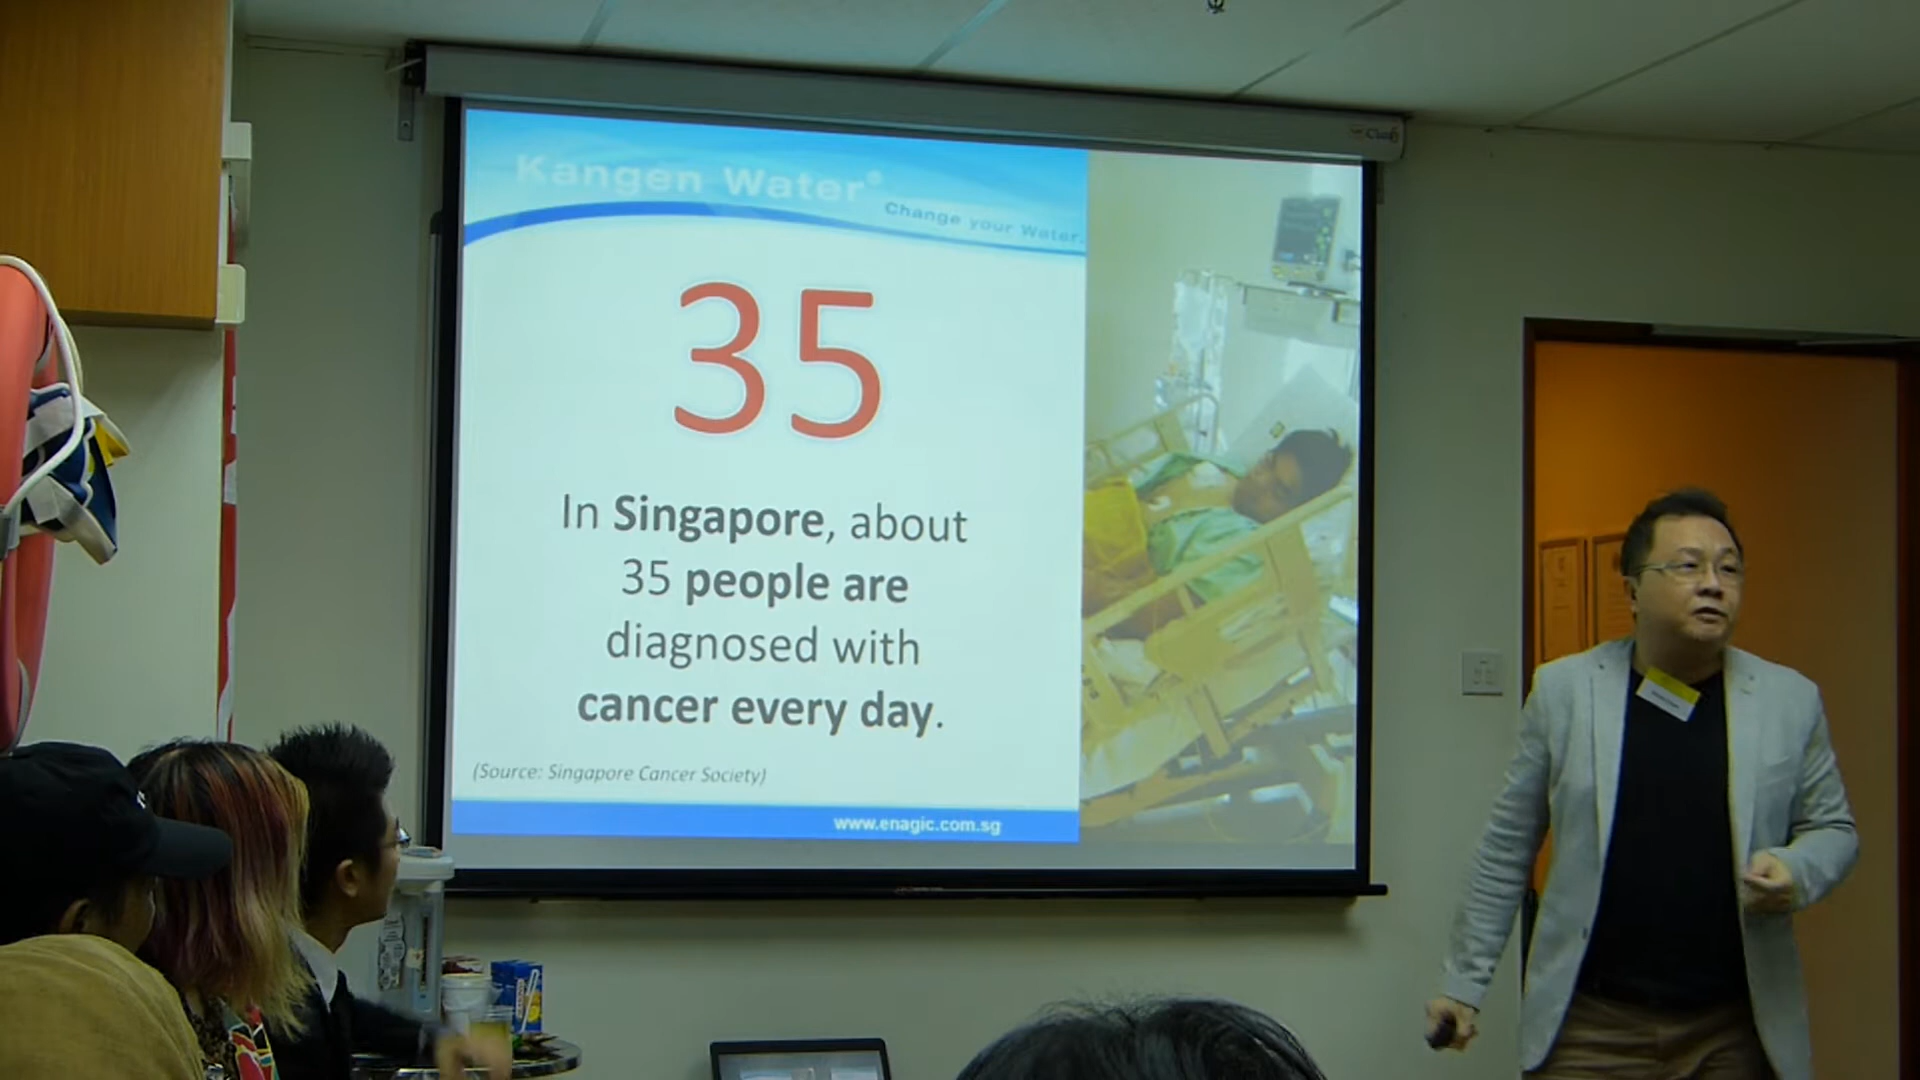 Kangen Water®
Change your Water.
35
In Singapore, about
35 people are
diagnosed with
cancer every day.
(Source: Singapore Cancer Society)
www.enagic.com.sg